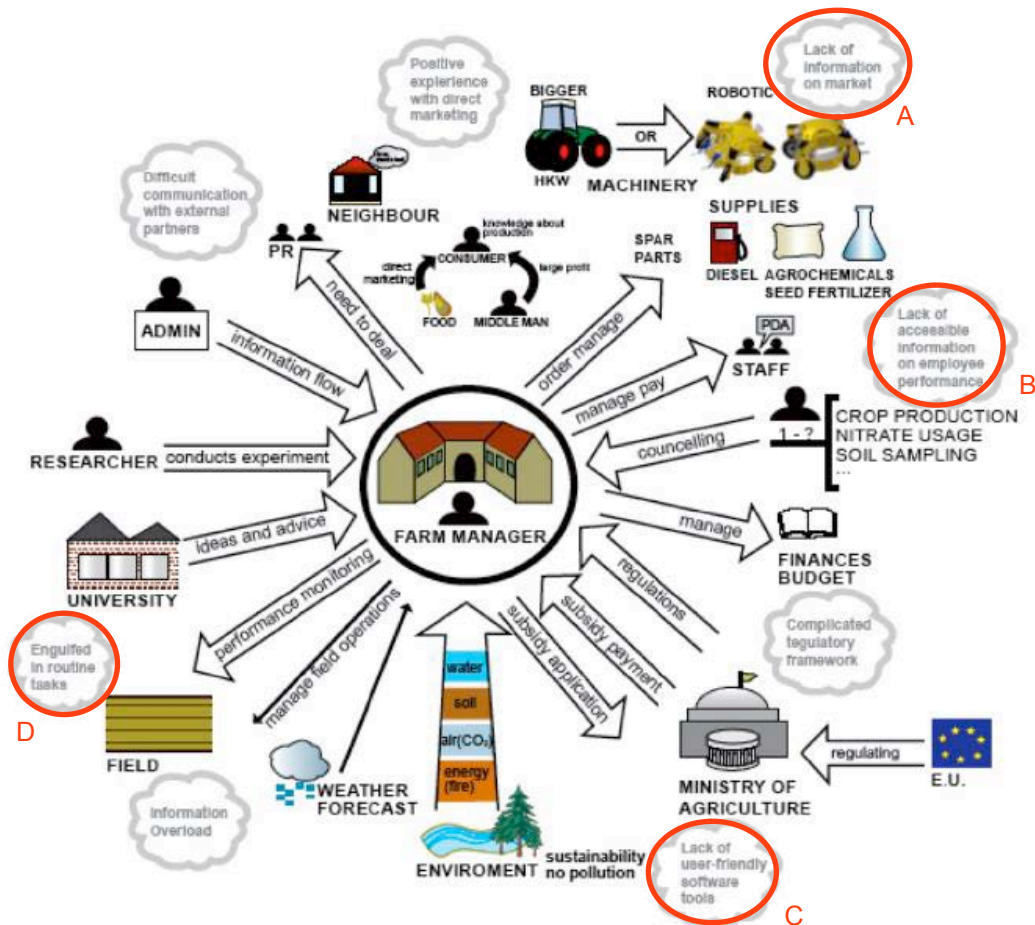 Lack of
information
on market
A
Positive
explerience
with direct
marketing
BIGGER
ROBOTIC
OR
HKW
MACHINERY
Difficult
communication
with external
partners
NEIGHBOUR
SUPPLIES
PR
knowledge about
production
CONSUMER
direct
marketing
large profit
FOOD
MIDDLE MAN
SPAR
PARTS
DIESEL
AGROCHEMICALS
SEED FERTILIZER
ADMIN
need to deal
order manage
PDA
STAFF
Lack of
accessible
information
on employee
performance
B
information flow
manage pay
1 - ?
CROP PRODUCTION
NITRATE USAGE
SOIL SAMPLING
...
councelling
RESEARCHER
conducts experiment
FARM MANAGER
manage
FINANCES
BUDGET
ideas and advice
UNIVERSITY
performance monitoring
manage field operations
regulations
subsidy payment
subsidy application
Complicated
tegulatory
framework
Engulfed
in routine
tasks
D
water
soil
air(CO₂)
energy
(fire)
FIELD
WEATHER
FORECAST
regulating
E.U.
MINISTRY OF
AGRICULTURE
Information
Overload
ENVIROMENT
sustainability
no pollution
Lack of
user-friendly
software
tools
C